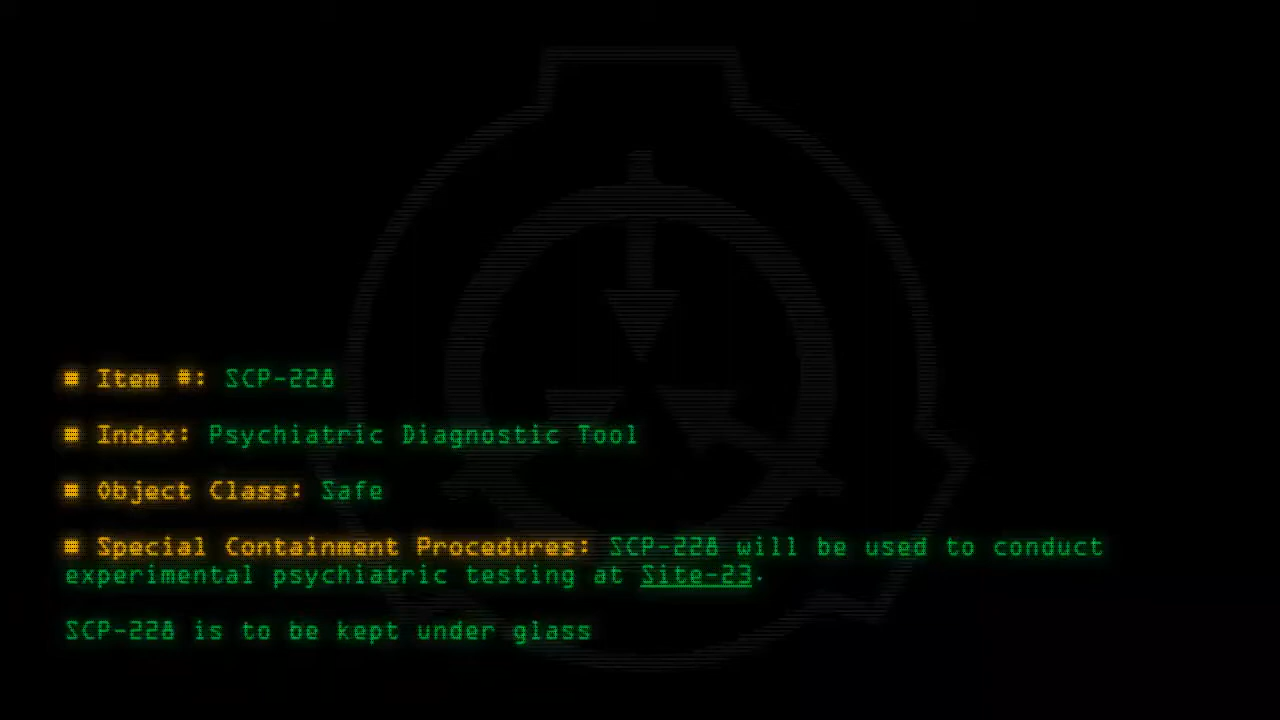 ■ Item #: SCP-228
■ Index: Psychiatric Diagnostic Tool
■ Object Class: Safe
■ Special Containment Procedures: SCP-228 will be used to conduct
experimental psychiatric testing at Site-23.
SCP-228 is to be kept under glass